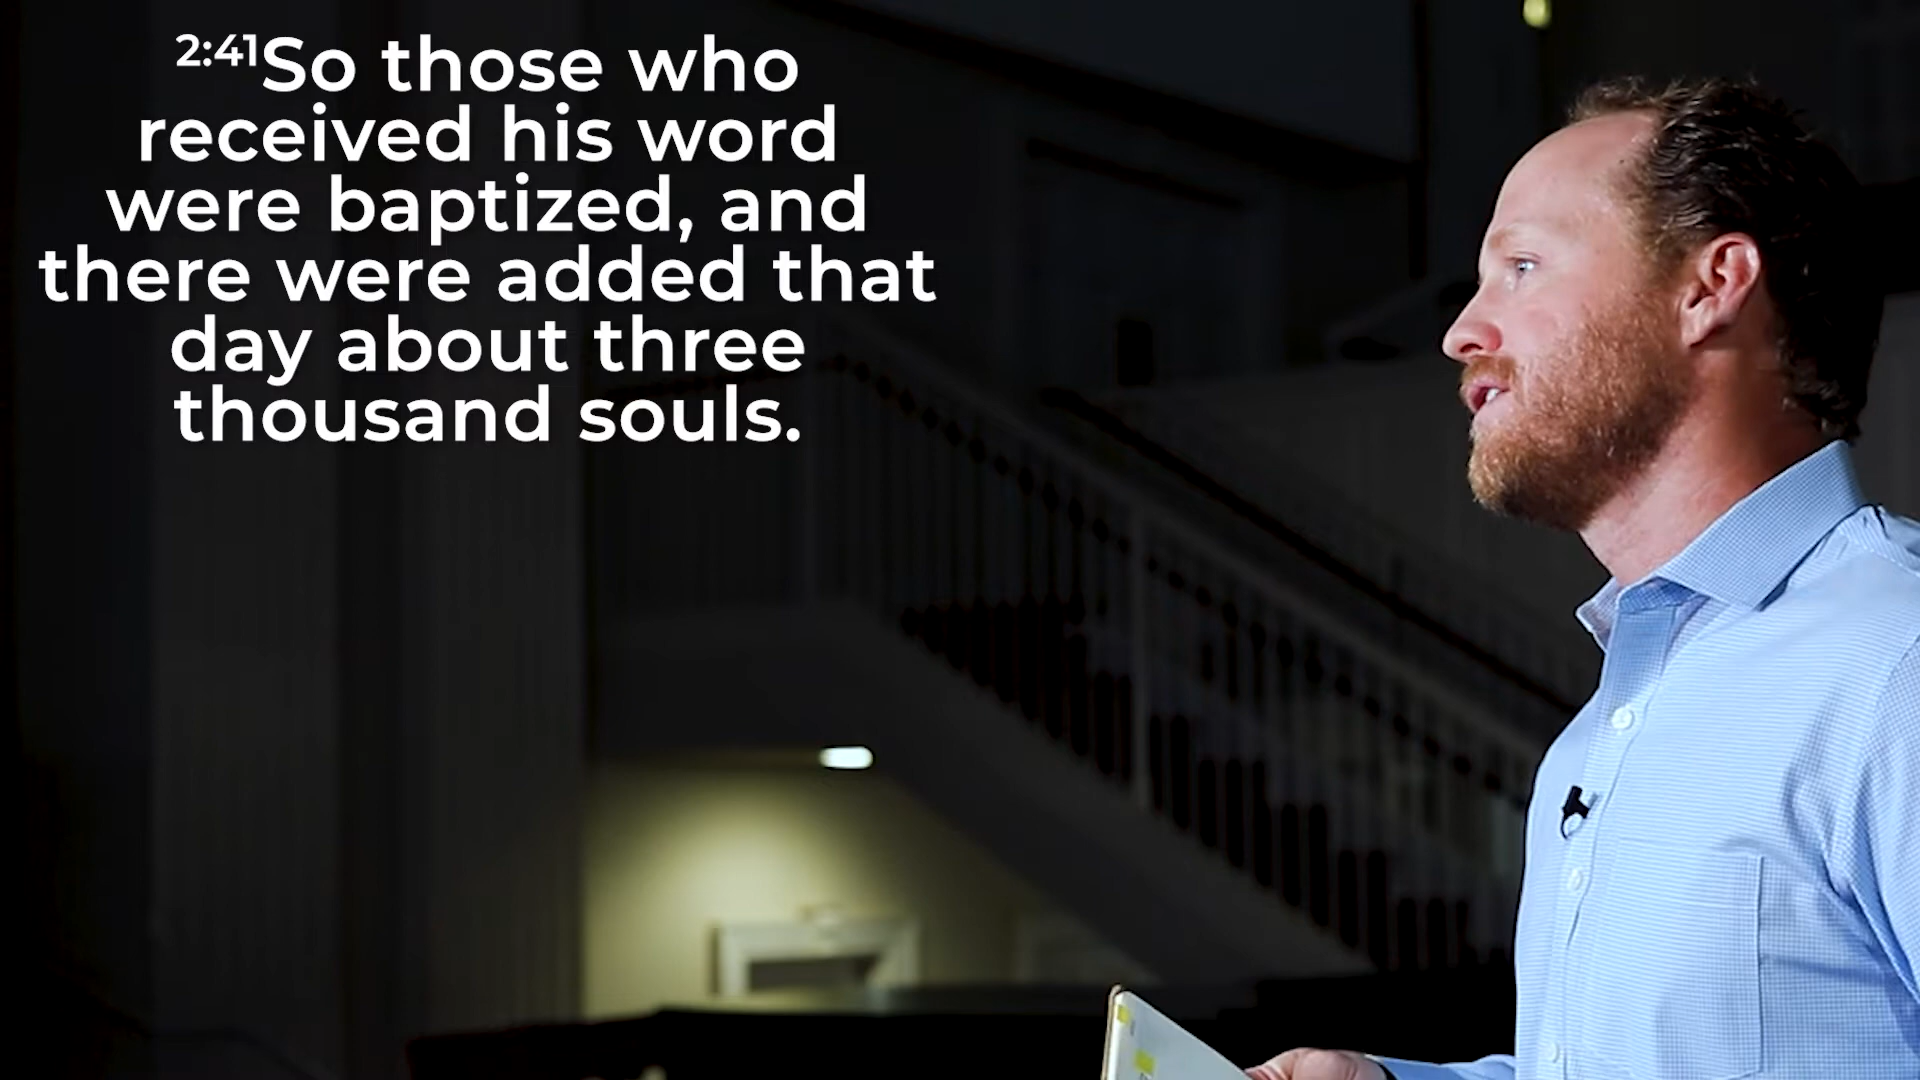 2:41So those who
received his word
were baptized, and
there were added that
day about three
thousand souls.